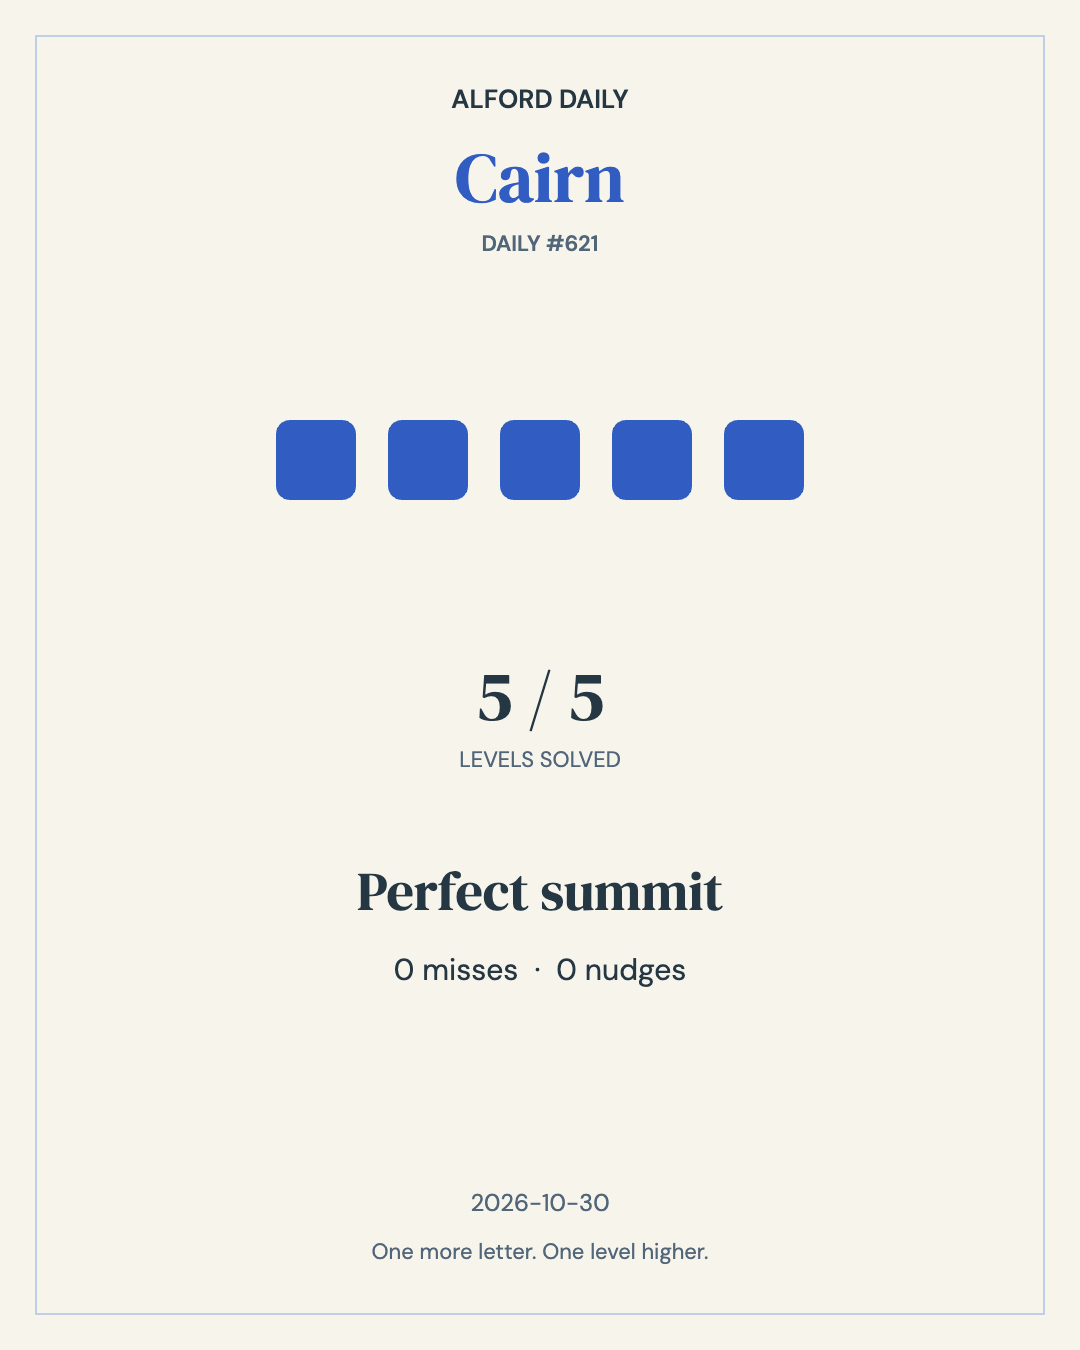 ALFORD DAILY
Cairn
DAILY #621
5 / 5
LEVELS SOLVED
Perfect summit
0 misses · 0 nudges
2026-10-30
One more letter. One level higher.